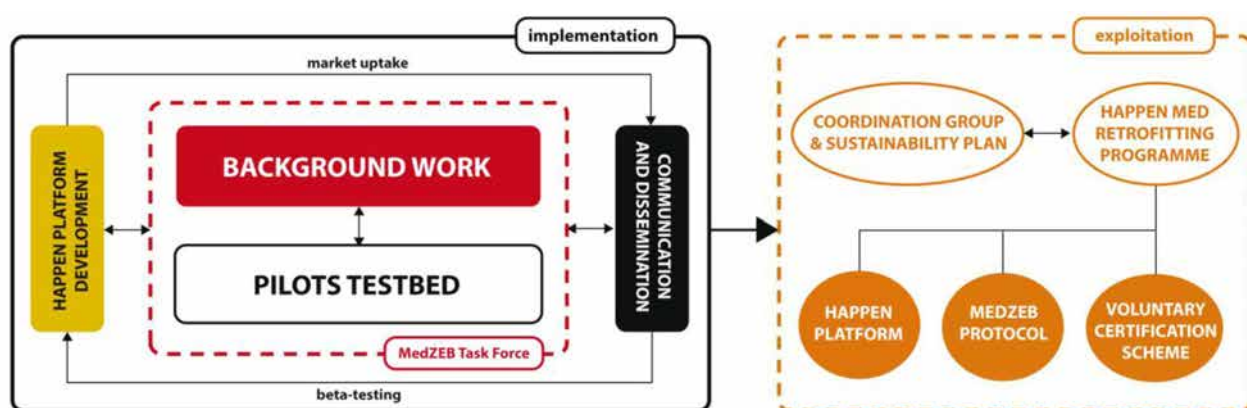 implementation
market uptake
HAPPEN PLATFORM
DEVELOPMENT
BACKGROUND WORK
PILOTS TESTBED
MedZEB Task Force
COMMUNICATION
AND DISSEMINATION
beta-testing
exploitation
COORDINATION GROUP
& SUSTAINABILITY PLAN
HAPPEN MED
RETROFITTING
PROGRAMME
HAPPEN
PLATFORM
MEDZEB
PROTOCOL
VOLUNTARY
CERTIFICATION
SCHEME